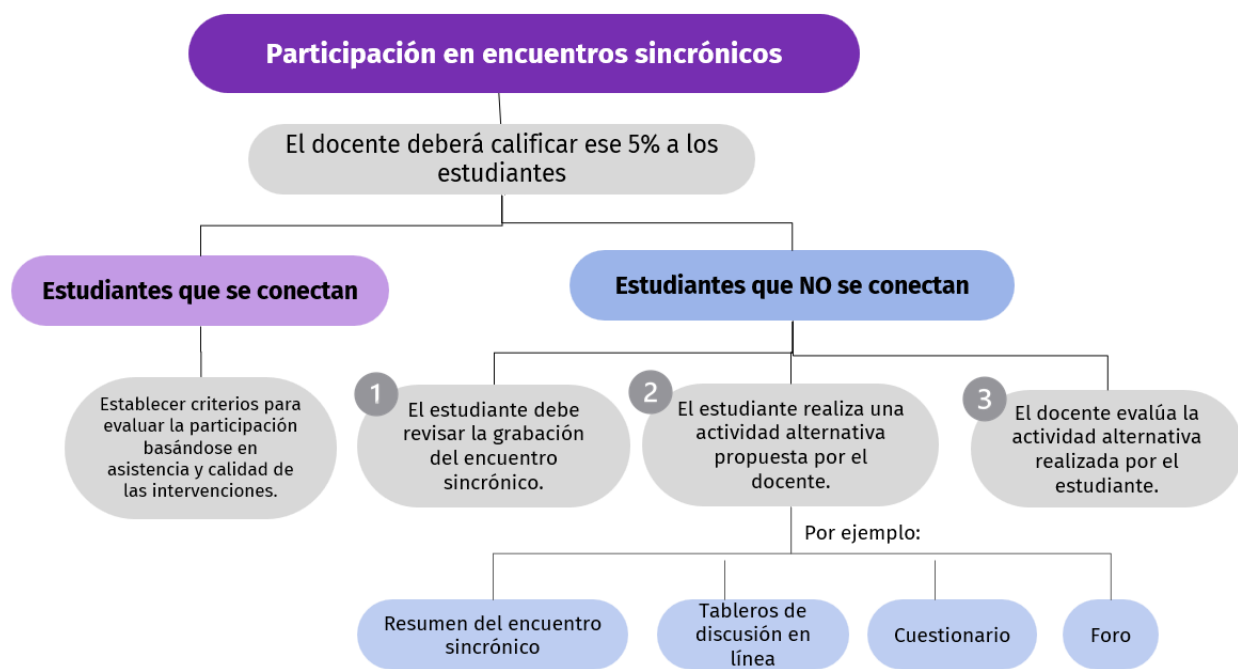 Participación en encuentros sincrónicos
El docente deberá calificar ese 5% a los
estudiantes
Estudiantes que se conectan
Estudiantes que NO se conectan
Establecer criterios para
evaluar la participación
basándose en
asistencia y calidad de
las intervenciones.
1
El estudiante debe
revisar la grabación
del encuentro
sincrónico.
2
El estudiante realiza una
actividad alternativa
propuesta por el
docente.
3
El docente evalúa la
actividad alternativa
realizada por el
estudiante.
Por ejemplo:
Resumen del encuentro
sincrónico
Tableros de
discusión en
línea
Cuestionario
Foro